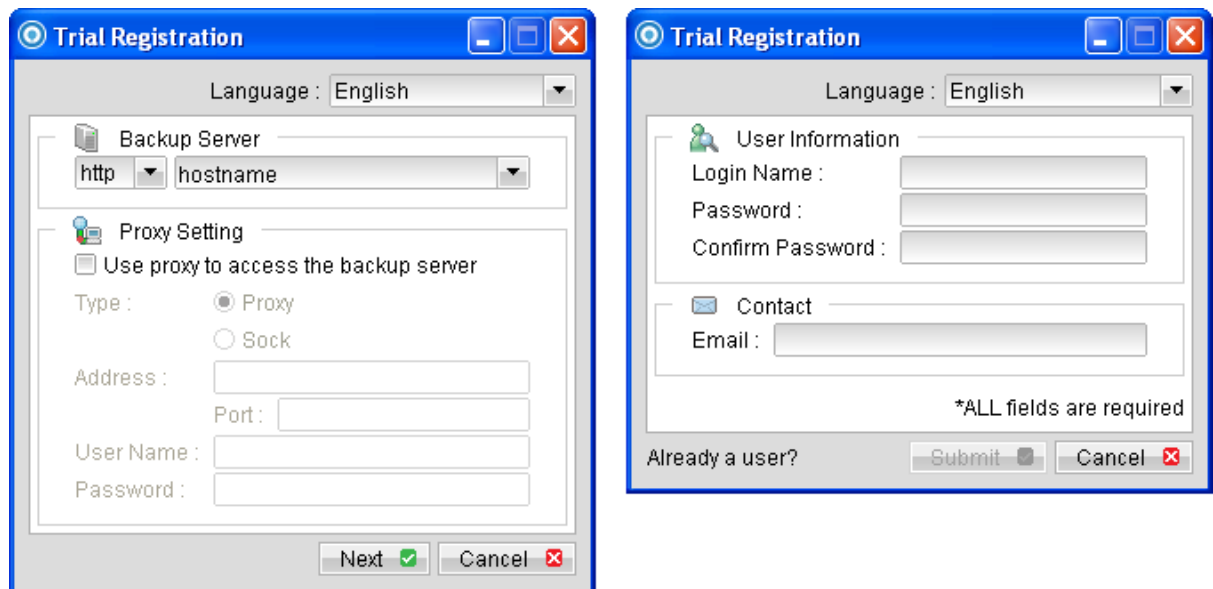 Trial Registration
Language : English
Backup Server
http hostname
Proxy Setting
Use proxy to access the backup server
Type : Proxy
Sock
Address :
Port :
User Name :
Password :
Next Cancel
Trial Registration
Language : English
User Information
Login Name :
Password :
Confirm Password :
Contact
Email :
*ALL fields are required
Already a user? Submit Cancel